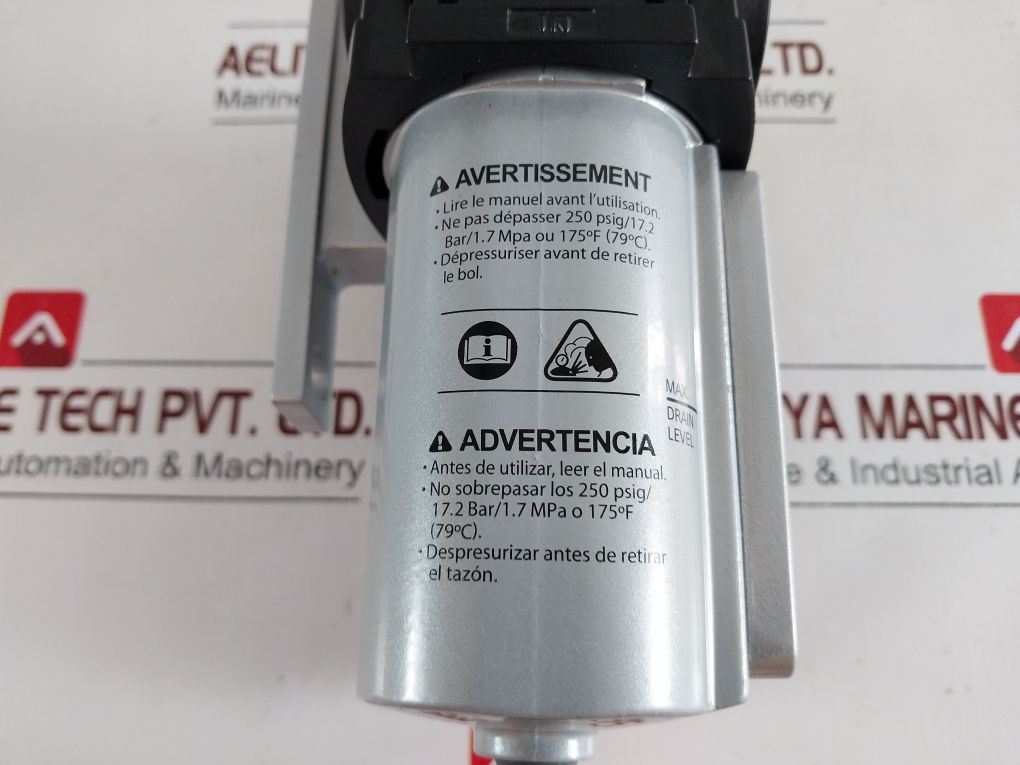 LTD.
AVERTISSEMENT
· Lire le manuel avant l'utilisation.
· Ne pas dépasser 250 psig/17.2
Bar/1.7 Mpa ou 175ºF (79ºC).
· Dépressuriser avant de retirer
le bol.
MAX.
DRAIN
LEVEL
ADVERTENCIA
· Antes de utilizar, leer el manual.
· No sobrepasar los 250 psig/
17.2 Bar/1.7 MPa o 175ºF
(79ºC).
· Despresurizar antes de retirar
el tazón.
TECH PVT. LTD.
& Machinery
MARINE
& Industrial